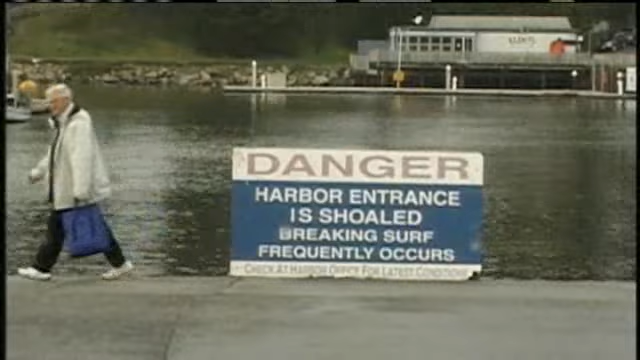 DANGER
HARBOR ENTRANCE
IS SHOALED
BREAKING SURF
FREQUENTLY OCCURS
CHECK AT HARBOR OFFICE FOR LATEST CONDITIONS